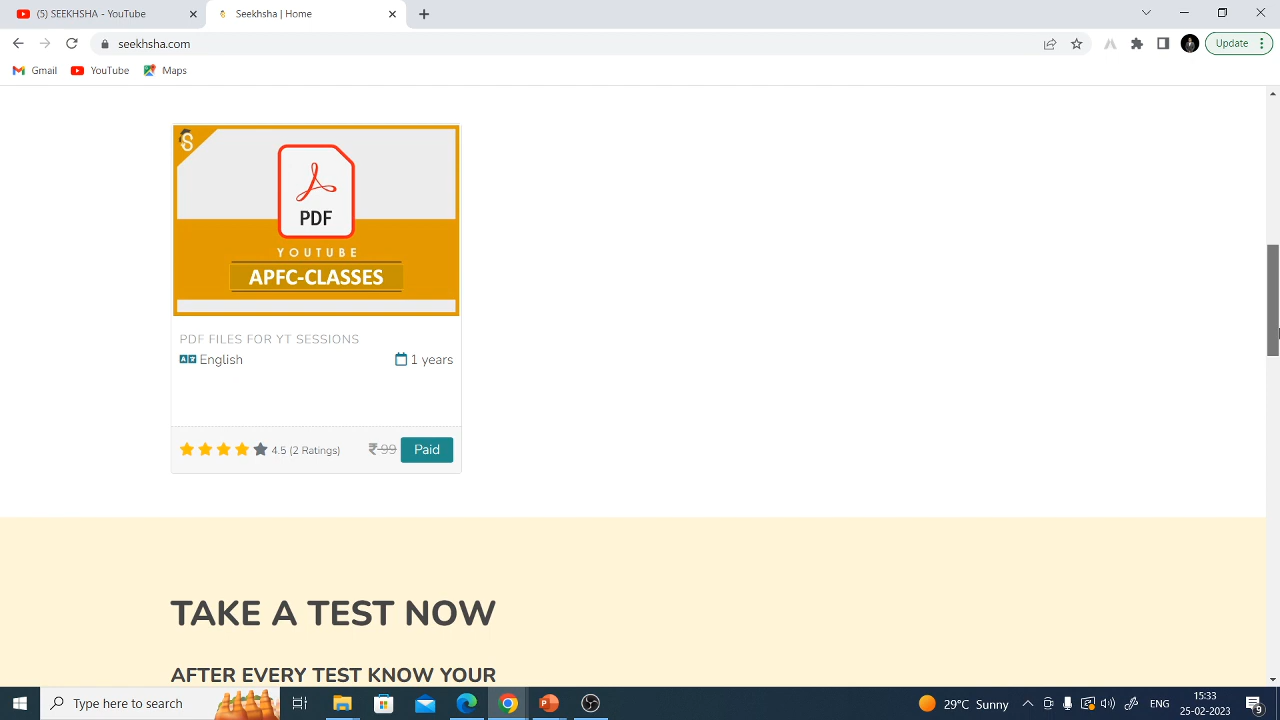 (5) SEEKHSHA - YouTube
Seekhsha | Home
seekhsha.com
Update
Gmail
YouTube
Maps
S
PDF
YOUTUBE
APFC-CLASSES
PDF FILES FOR YT SESSIONS
English
1 years
4.5 (2 Ratings)
₹ 99
Paid
TAKE A TEST NOW
AFTER EVERY TEST KNOW YOUR
Type here to search
29°C Sunny
ENG
15:33
25-02-2023